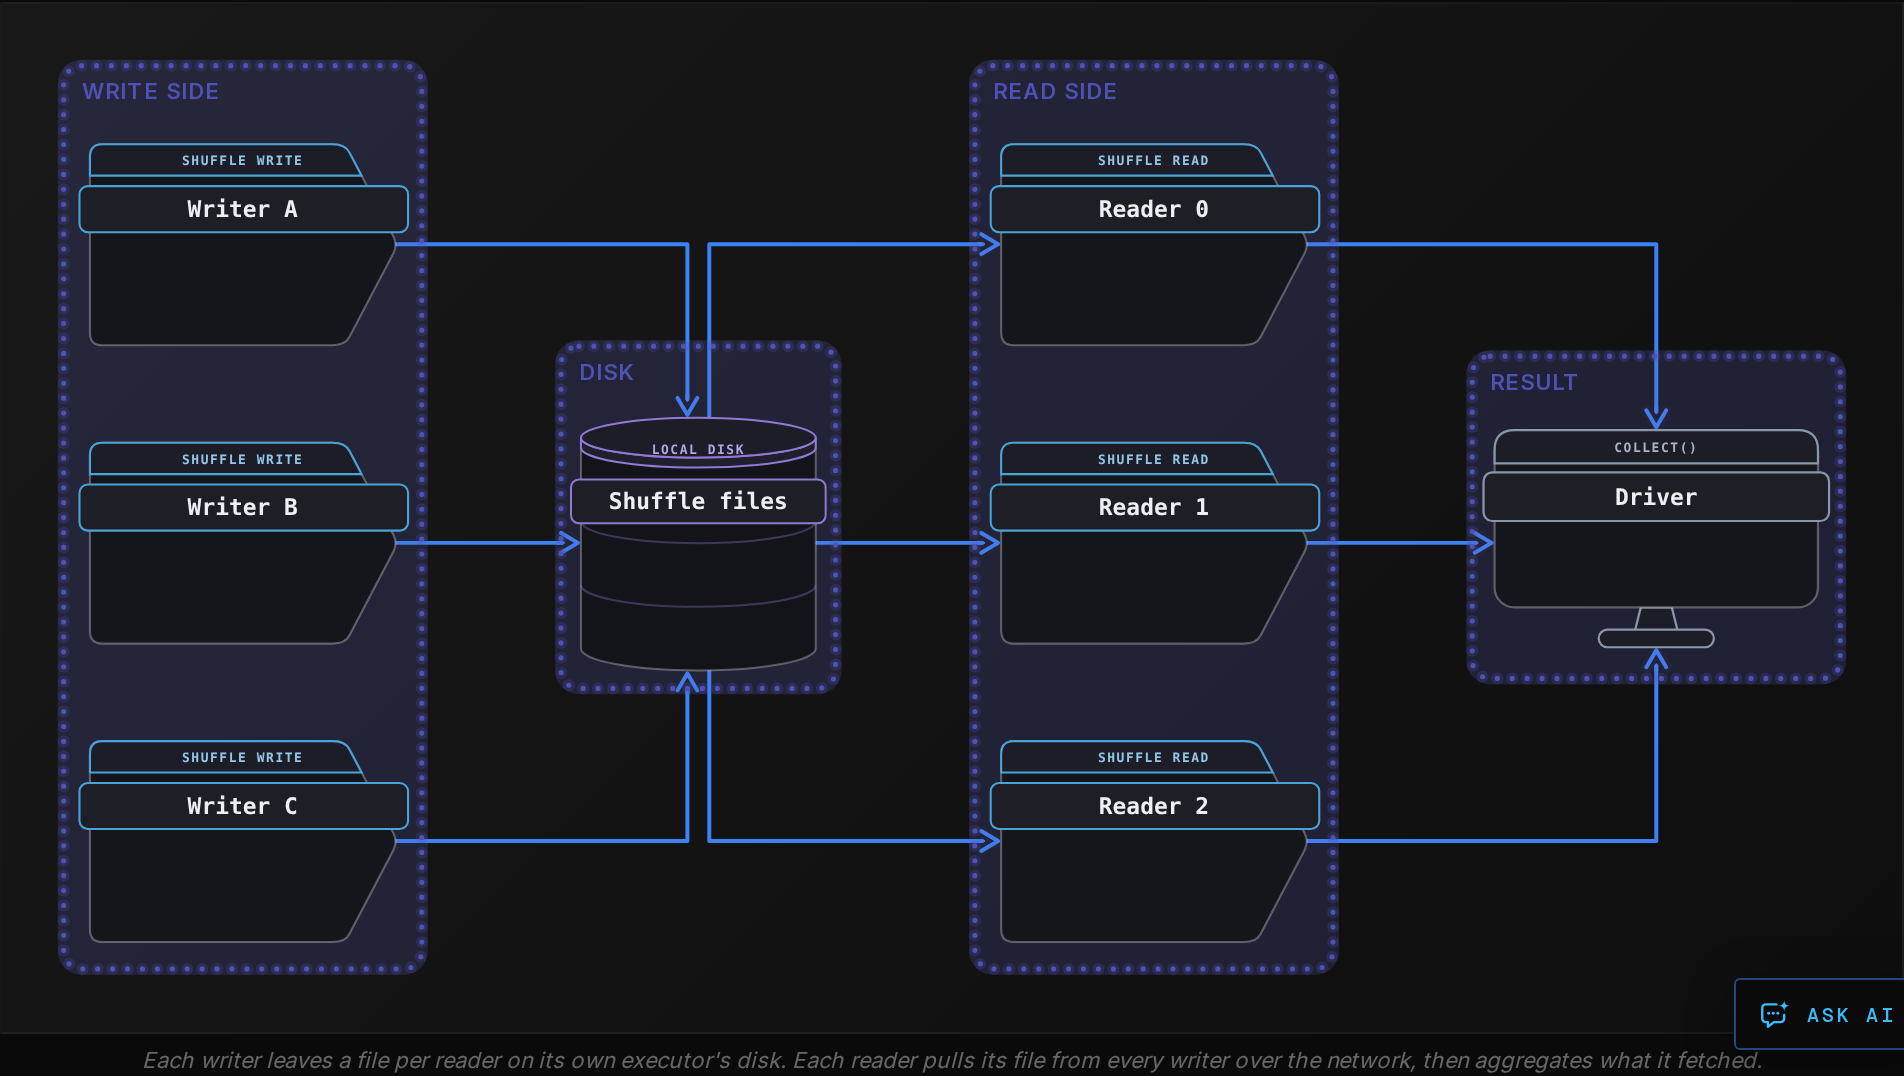 WRITE SIDE
SHUFFLE WRITE
Writer A
SHUFFLE WRITE
Writer B
SHUFFLE WRITE
Writer C
DISK
LOCAL DISK
Shuffle files
READ SIDE
SHUFFLE READ
Reader 0
SHUFFLE READ
Reader 1
SHUFFLE READ
Reader 2
RESULT
COLLECT()
Driver
ASK AI
Each writer leaves a file per reader on its own executor's disk. Each reader pulls its file from every writer over the network, then aggregates what it fetched.